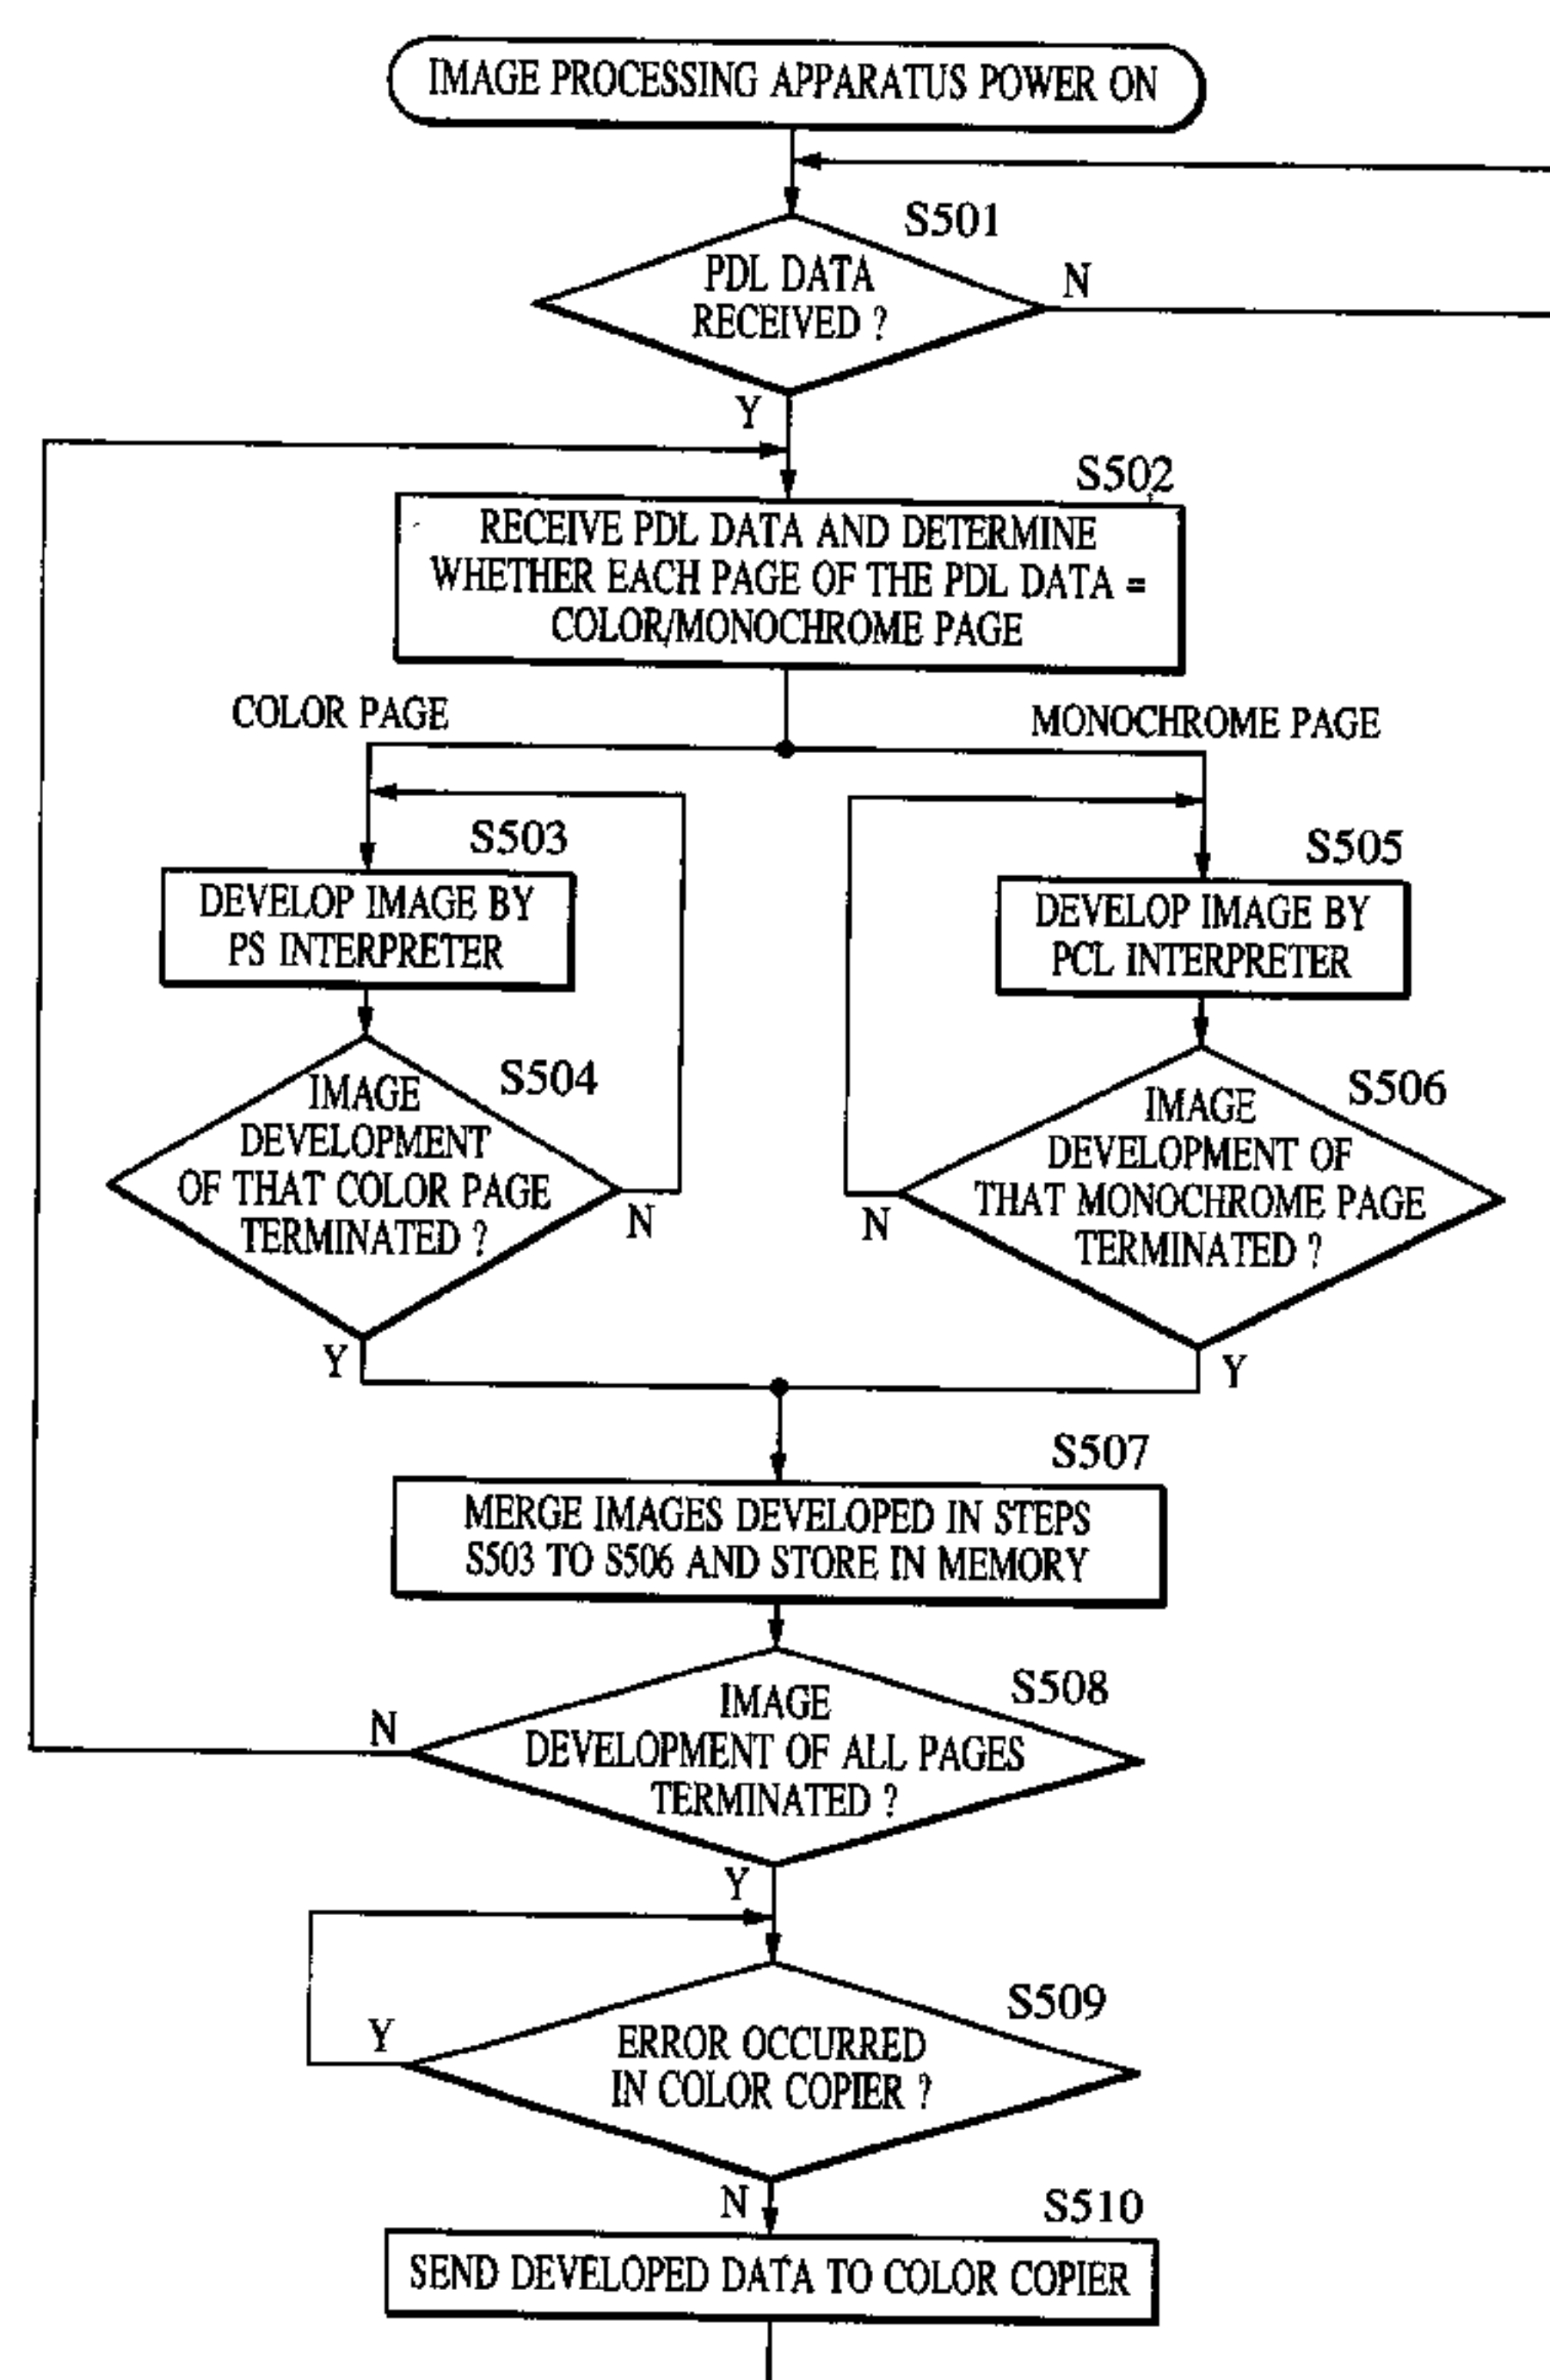 IMAGE PROCESSING APPARATUS POWER ON
S501
PDL DATA
RECEIVED ?
N
Y
S502
RECEIVE PDL DATA AND DETERMINE
WHETHER EACH PAGE OF THE PDL DATA =
COLOR/MONOCHROME PAGE
COLOR PAGE
MONOCHROME PAGE
S503
DEVELOP IMAGE BY
PS INTERPRETER
S505
DEVELOP IMAGE BY
PCL INTERPRETER
S504
IMAGE
DEVELOPMENT
OF THAT COLOR PAGE
TERMINATED ?
N
Y
S506
IMAGE
DEVELOPMENT OF
THAT MONOCHROME PAGE
TERMINATED ?
N
Y
S507
MERGE IMAGES DEVELOPED IN STEPS
S503 TO S506 AND STORE IN MEMORY
S508
IMAGE
DEVELOPMENT OF ALL PAGES
TERMINATED ?
N
Y
S509
ERROR OCCURRED
IN COLOR COPIER ?
Y
N
S510
SEND DEVELOPED DATA TO COLOR COPIER